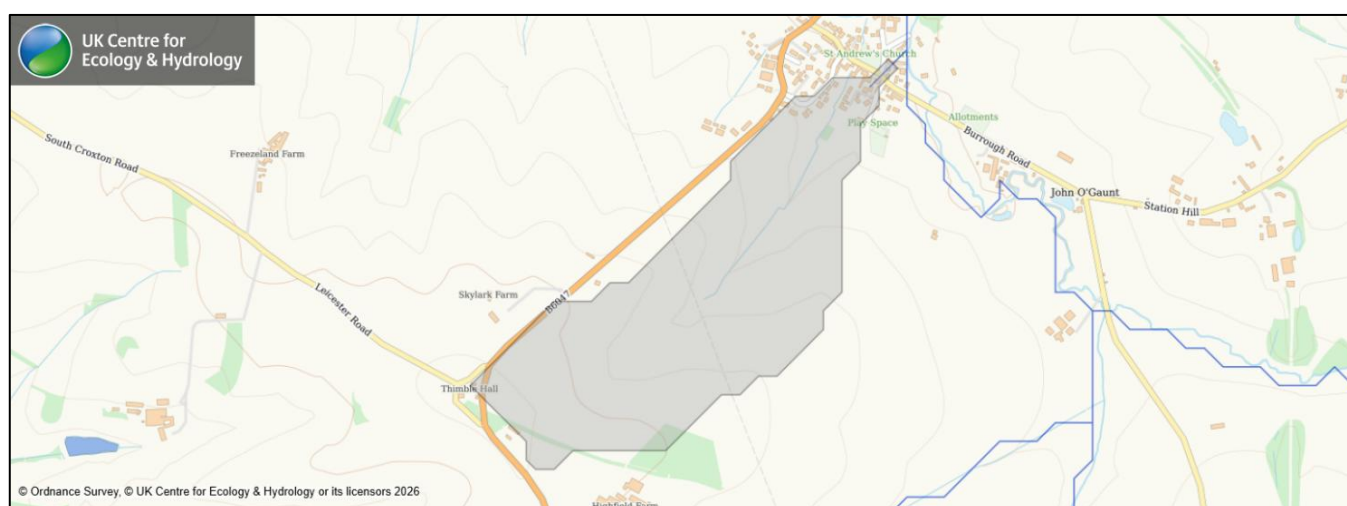 UK Centre for
Ecology & Hydrology
St Andrew's Church
South Croxton Road
Freezeland Farm
Play Space
Allotments
Burrough Road
John O'Gaunt
Station Hill
Leicester Road
Skylark Farm
B6047
Thimble Hall
Highfield Farm
© Ordnance Survey, © UK Centre for Ecology & Hydrology or its licensors 2026